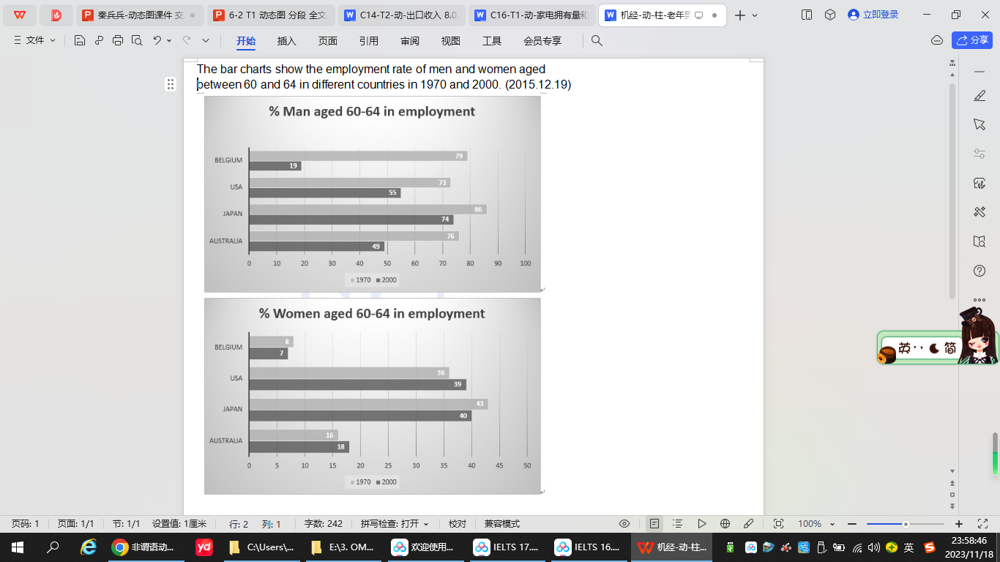 秦兵兵-动态图课件 交
6-2 T1 动态图 分段 全文
C14-T2-动-出口收入 8.0
C16-T1-动-家电拥有量和
机经-动-柱-老年男
立即登录
文件
开始
插入
页面
引用
审阅
视图
工具
会员专享
分享
The bar charts show the employment rate of men and women aged
between 60 and 64 in different countries in 1970 and 2000. (2015.12.19)
% Man aged 60-64 in employment
BELGIUM 79
19
USA 73
55
JAPAN 86
74
AUSTRALIA 76
49
0 10 20 30 40 50 60 70 80 90 100
1970 2000
% Women aged 60-64 in employment
BELGIUM 8
7
USA 36
39
JAPAN 43
40
AUSTRALIA 16
18
0 5 10 15 20 25 30 35 40 45 50
1970 2000
英 简
页码: 1 页面: 1/1 节: 1/1 设置值: 1厘米 行: 2 列: 1 字数: 242 拼写检查: 打开 校对 兼容模式 100%
非谓语动... yd C:\Users\... E:\3. OM... 欢迎使用... IELTS 17.... IELTS 16.... 机经-动-柱... 英 23:58:46
2023/11/18